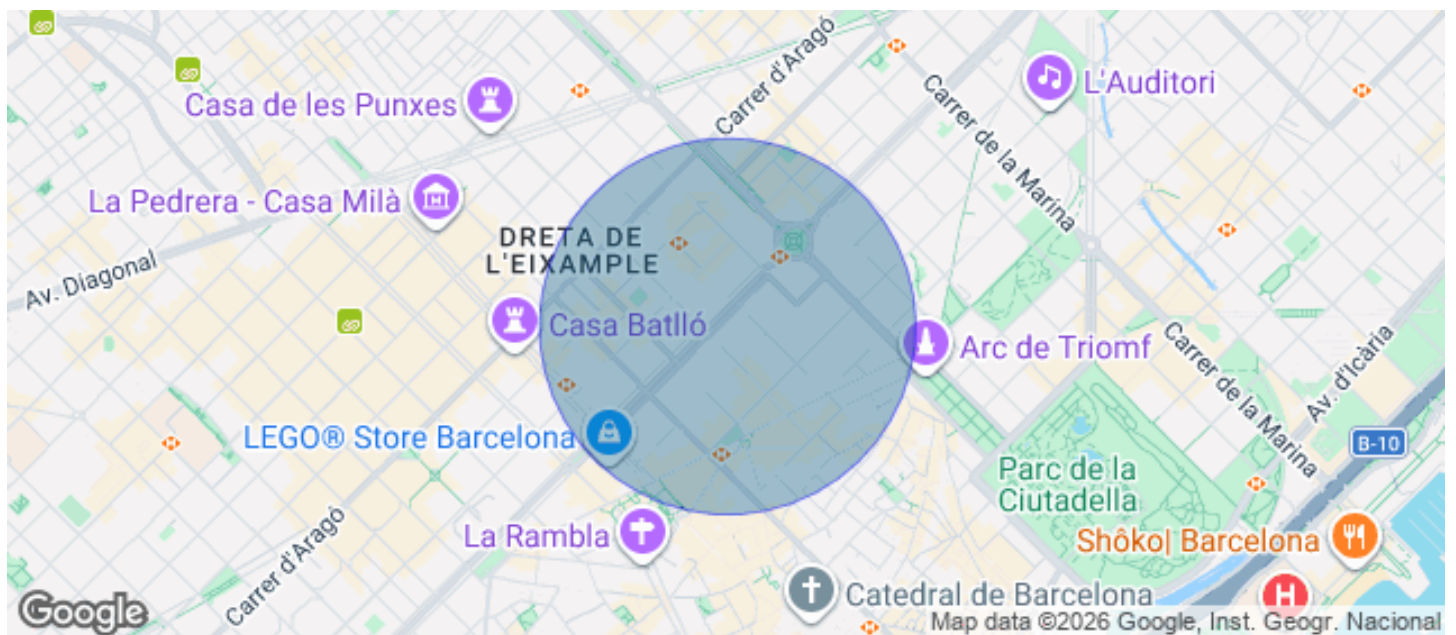 Carrer d'Aragó
L'Auditori
Casa de les Punxes
Carrer de la Marina
La Pedrera - Casa Milà
DRETA DE
L'EIXAMPLE
Av. Diagonal
Casa Batlló
Arc de Triomf
Carrer de la Marina
Av. d'Icària
LEGO® Store Barcelona
B-10
Parc de la
Ciutadella
La Rambla
Shôko| Barcelona
Carrer d'Aragó
Catedral de Barcelona
H
Google
Map data ©2026 Google, Inst. Geogr. Nacional